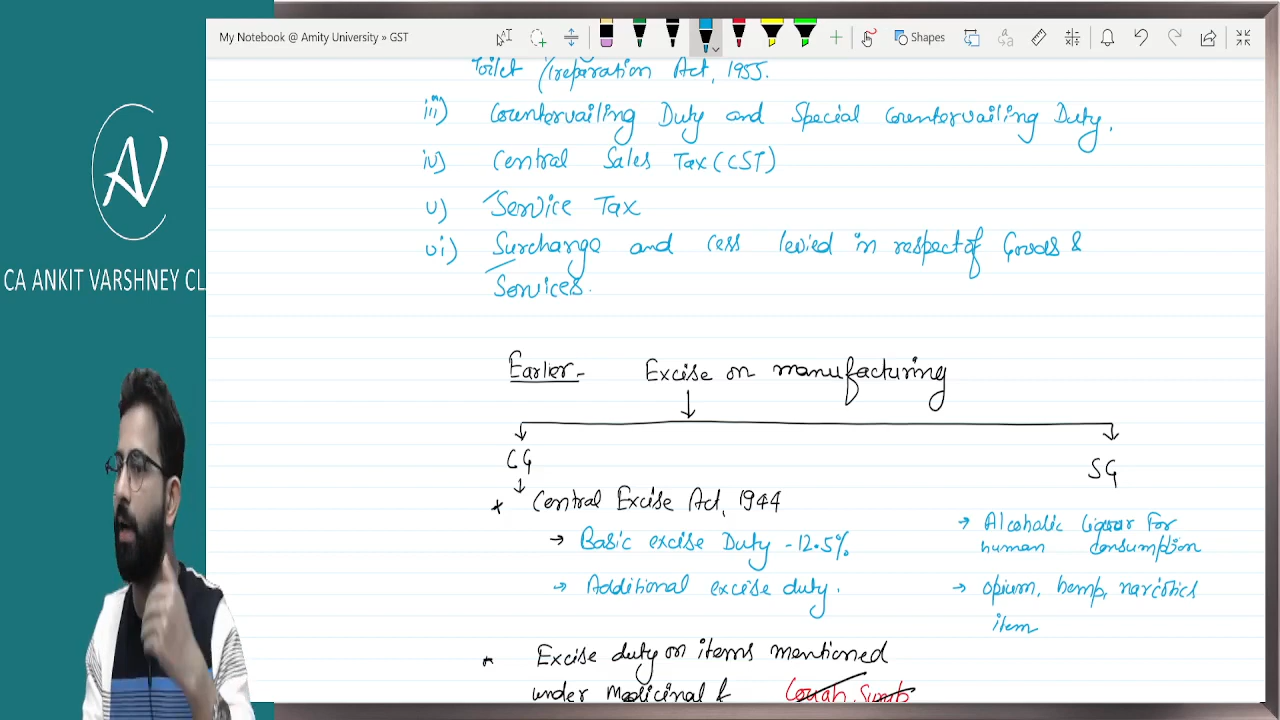 My Notebook @ Amity University » GST
Shapes
Toilet Preparation Act, 1955.
iii) Countervailing Duty and Special Countervailing Duty.
iv) Central Sales Tax (CST)
v) Service Tax
vi) Surcharge and cess levied in respect of Goods &
Services.
AV
CA ANKIT VARSHNEY CL
Earlier - Excise on manufacturing
CG
SG
* Central Excise Act, 1944
→ Basic excise Duty - 12.5%
→ Additional excise duty.
→ Alcoholic liquor For
human consumption
→ opium, hemp, narcotics
item
* Excise duty on items mentioned
under medicinal &